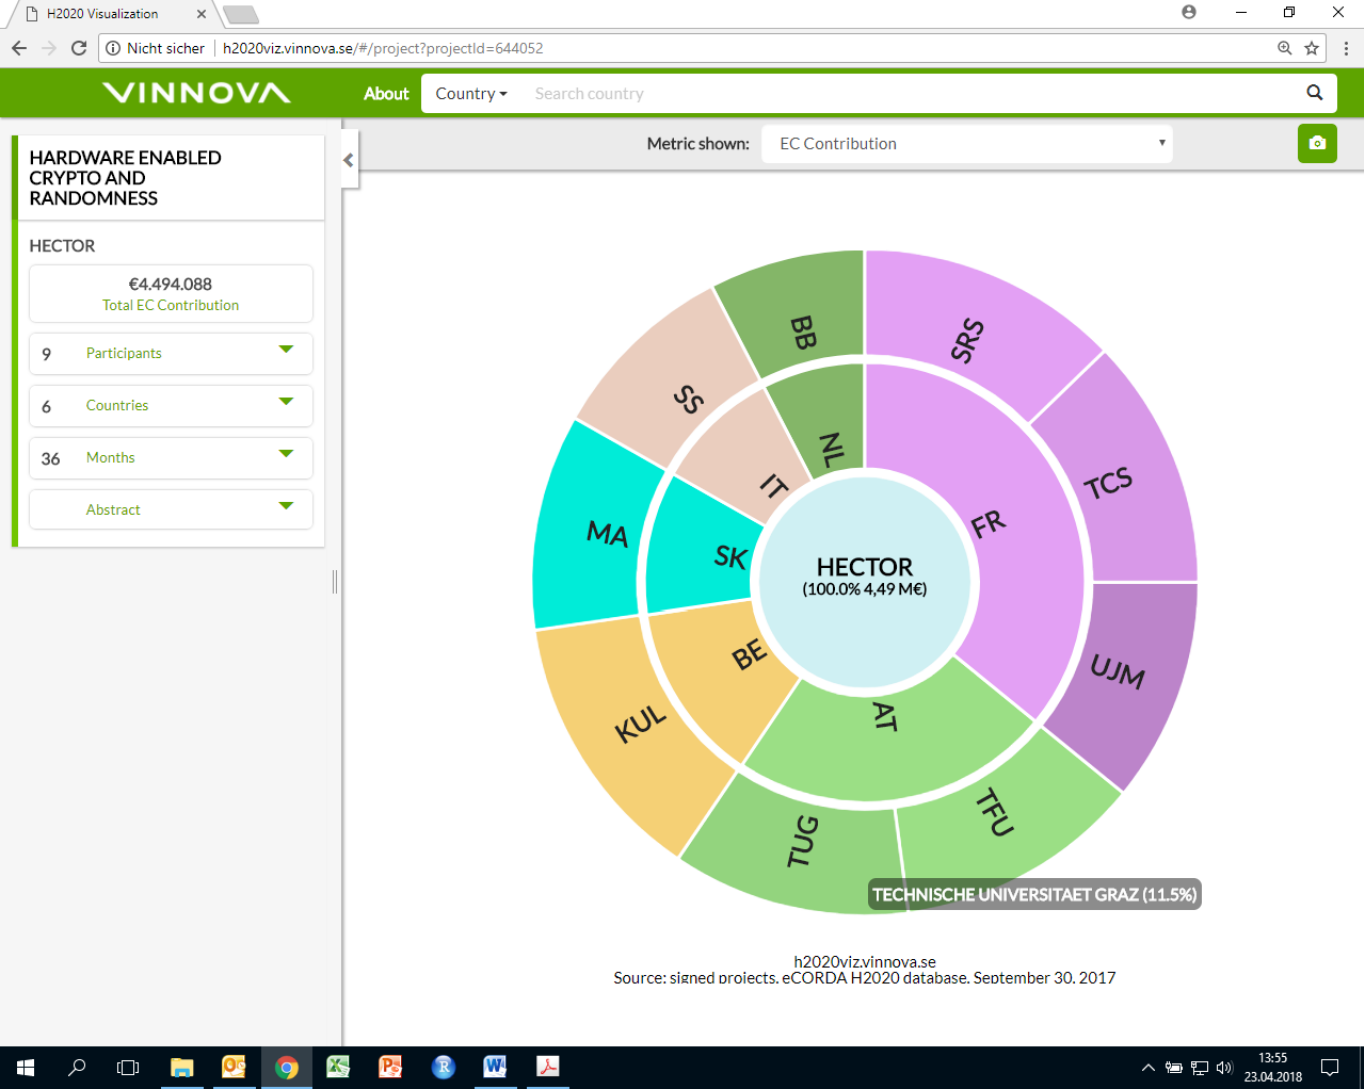 H2020 Visualization
Nicht sicher h2020viz.vinnova.se/#/project?projectId=644052
VINNOVA About Country Search country
Metric shown: EC Contribution
HARDWARE ENABLED
CRYPTO AND
RANDOMNESS
HECTOR
€4.494.088
Total EC Contribution
9 Participants
6 Countries
36 Months
Abstract
BB
SRS
SS
NL
TCS
IT
FR
MA
SK
HECTOR
(100.0% 4,49 M€)
BE
UJM
KUL
AT
TFU
TUG
TECHNISCHE UNIVERSITAET GRAZ (11.5%)
h2020viz.vinnova.se
Source: signed projects. eCORDA H2020 database. September 30. 2017
13:55
23.04.2018